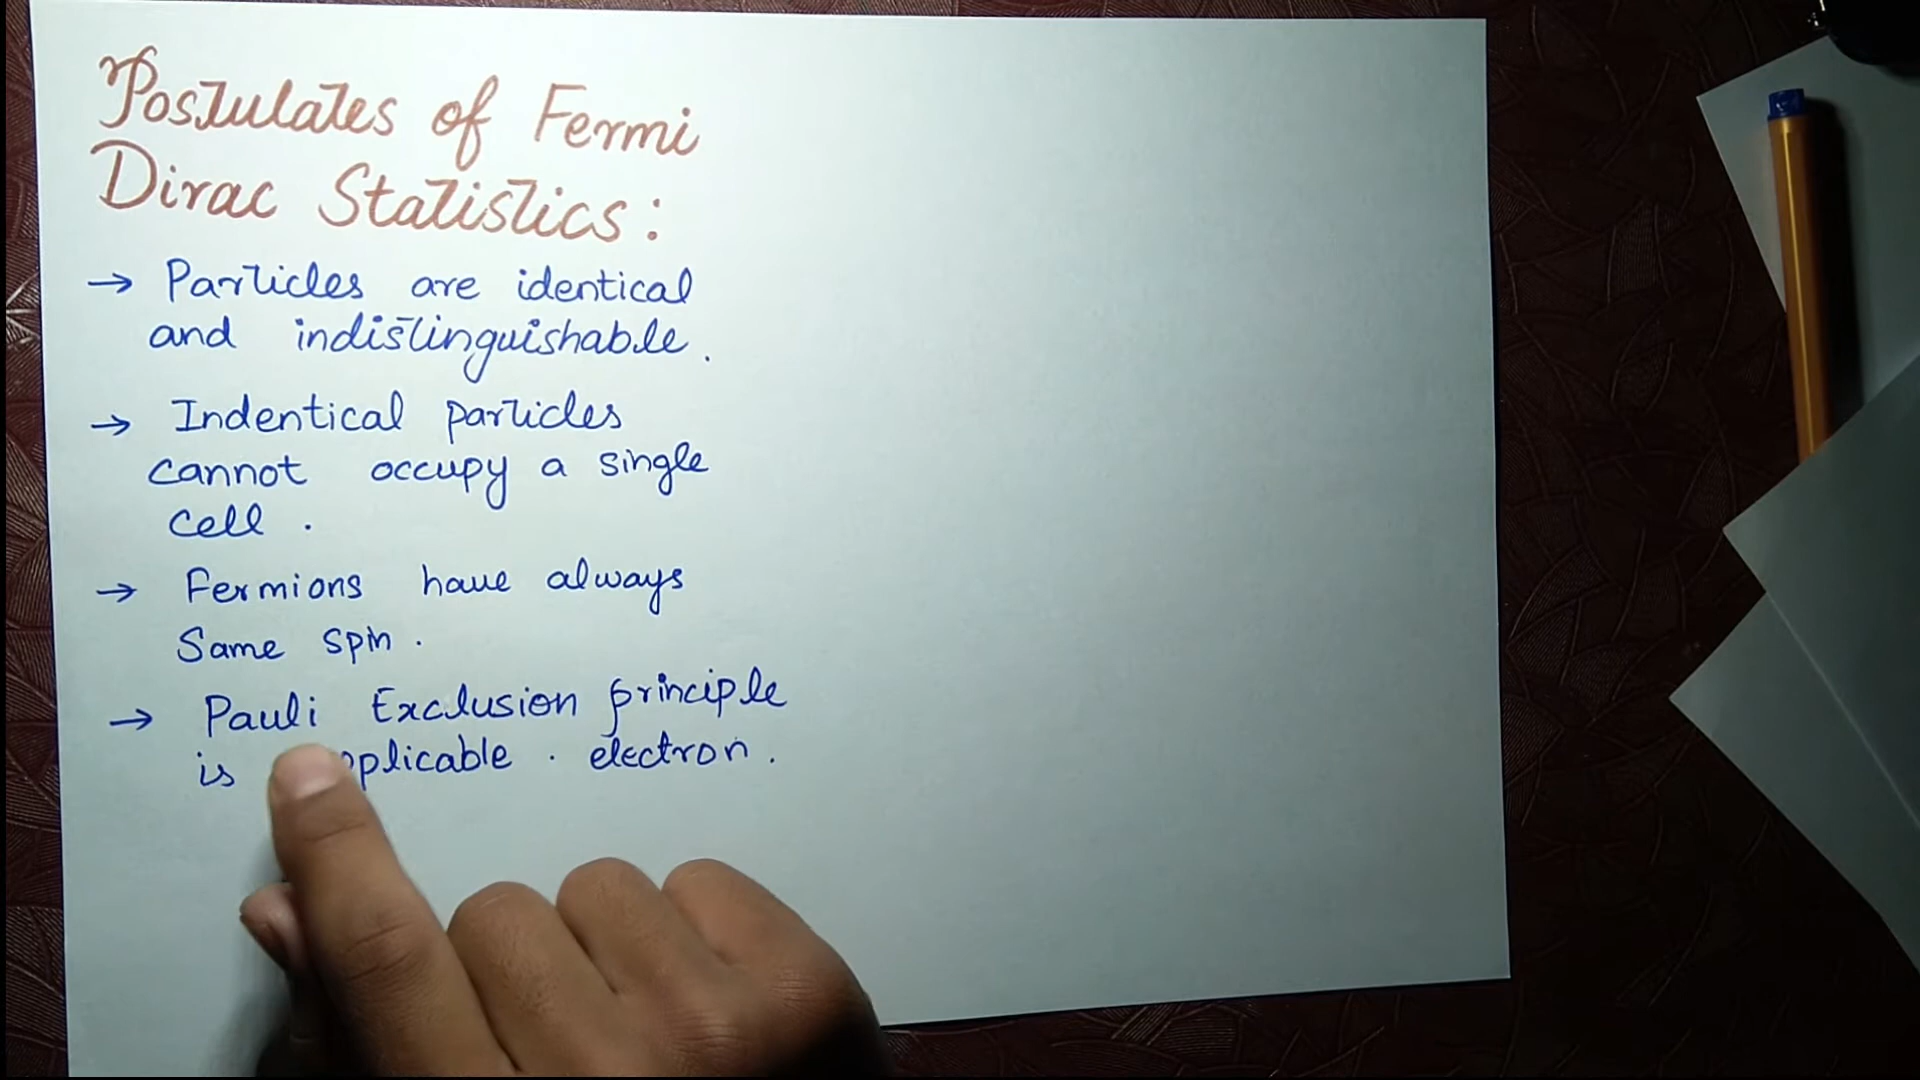 Postulates of Fermi
Dirac Statistics:
→ Particles are identical
and indistinguishable.
→ Indentical particles
cannot occupy a single
cell.
→ Fermions have always
Same spin.
→ Pauli Exclusion principle
is pplicable. electron.